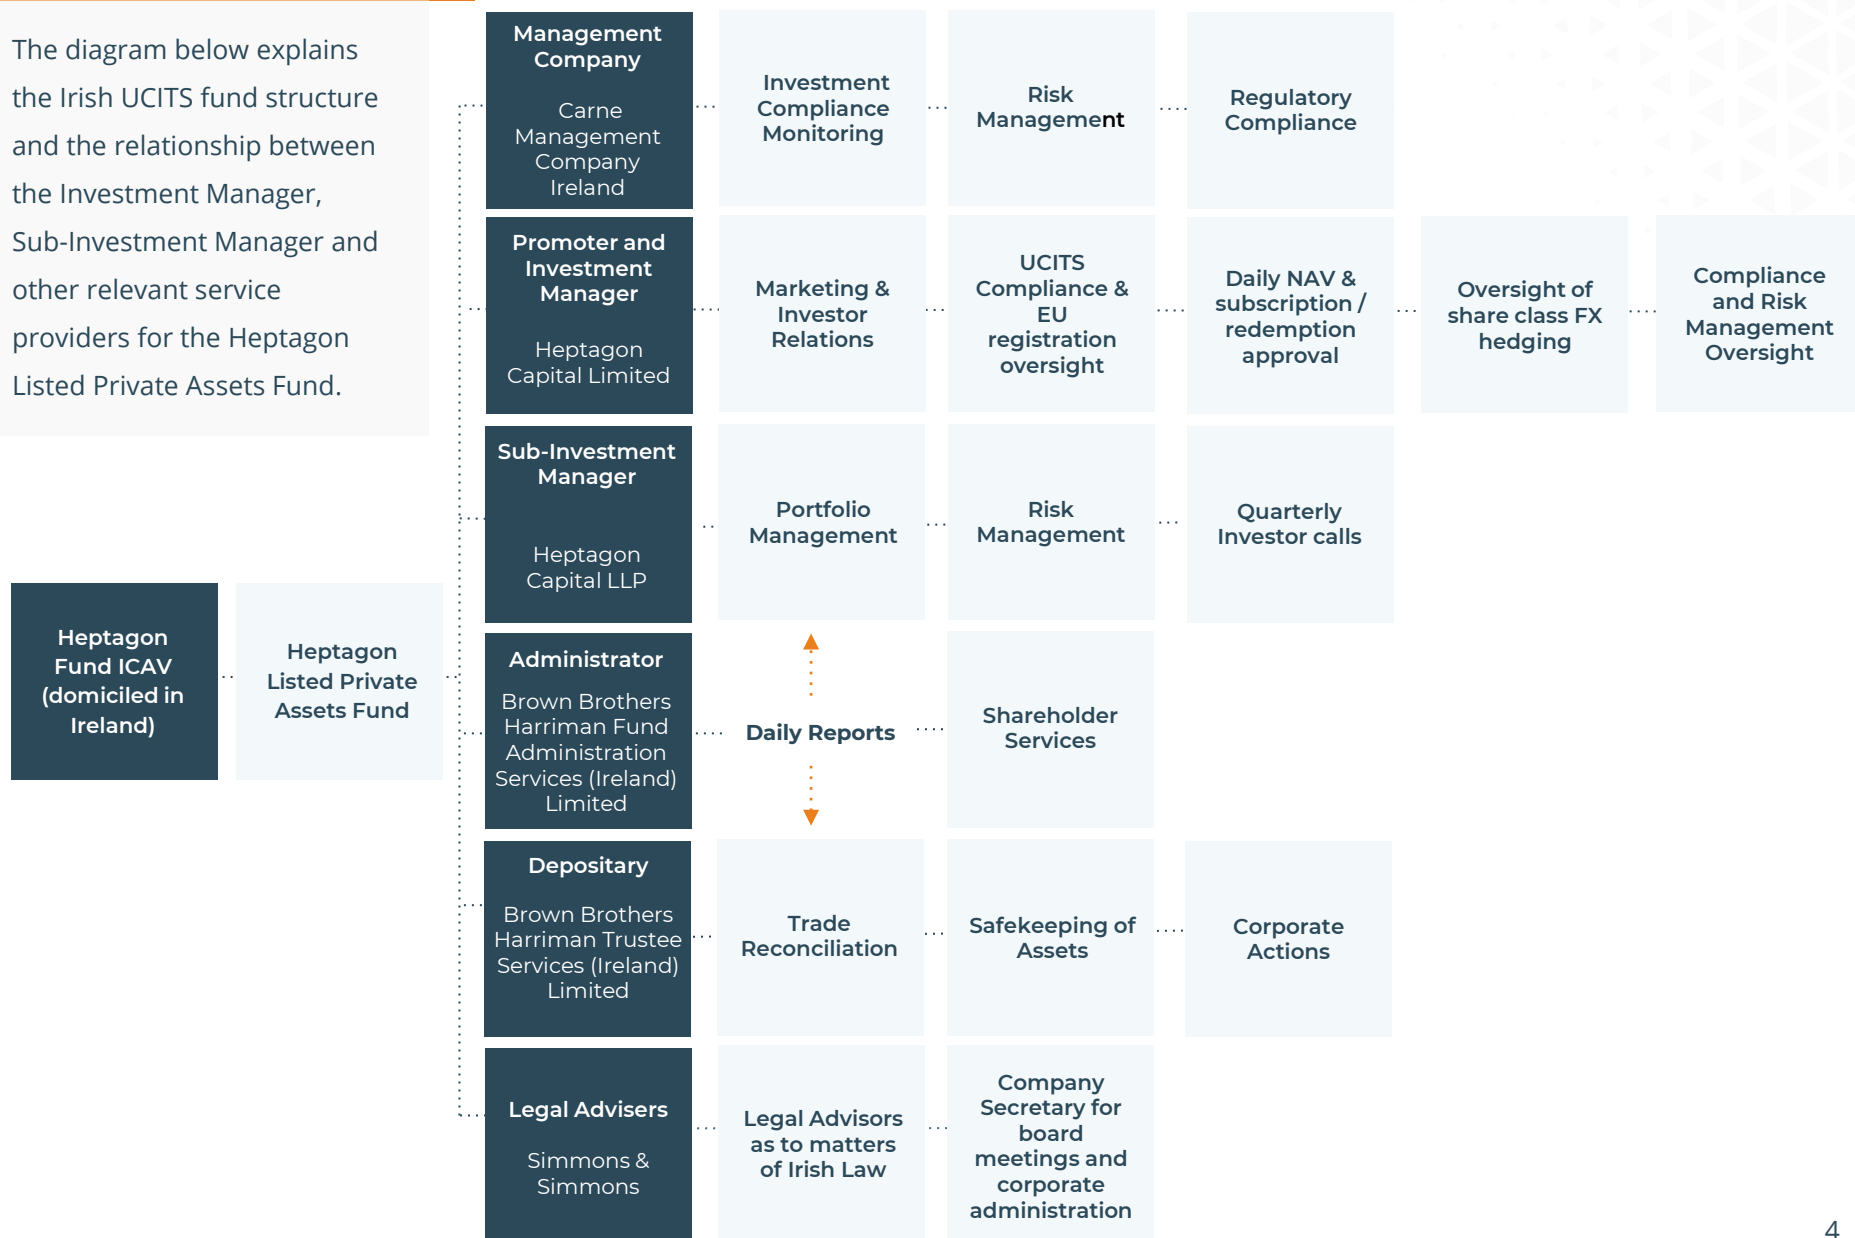 The diagram below explains
the Irish UCITS fund structure
and the relationship between
the Investment Manager,
Sub-Investment Manager and
other relevant service
providers for the Heptagon
Listed Private Assets Fund.
Heptagon
Fund ICAV
(domiciled in
Ireland)
Heptagon
Listed Private
Assets Fund
Management
Company
Carne
Management
Company
Ireland
Investment
Compliance
Monitoring
Risk
Management
Regulatory
Compliance
Promoter and
Investment
Manager
Heptagon
Capital Limited
Marketing &
Investor
Relations
UCITS
Compliance &
EU
registration
oversight
Daily NAV &
subscription /
redemption
approval
Oversight of
share class FX
hedging
Compliance
and Risk
Management
Oversight
Sub-Investment
Manager
Heptagon
Capital LLP
Portfolio
Management
Risk
Management
Quarterly
Investor calls
Administrator
Brown Brothers
Harriman Fund
Administration
Services (Ireland)
Limited
Daily Reports
Shareholder
Services
Depositary
Brown Brothers
Harriman Trustee
Services (Ireland)
Limited
Trade
Reconciliation
Safekeeping of
Assets
Corporate
Actions
Legal Advisers
Simmons &
Simmons
Legal Advisors
as to matters
of Irish Law
Company
Secretary for
board
meetings and
corporate
administration
4